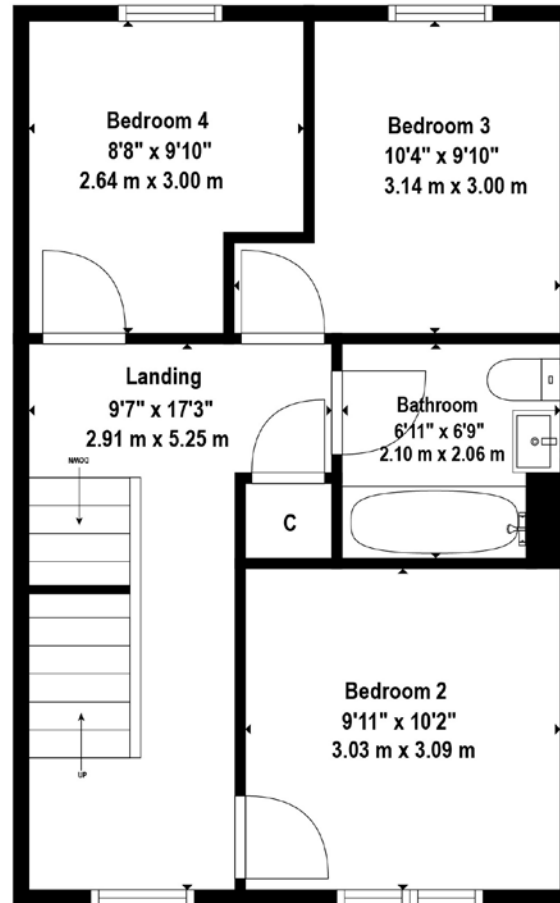 Bedroom 4
8'8" x 9'10"
2.64 m x 3.00 m
Bedroom 3
10'4" x 9'10"
3.14 m x 3.00 m
Landing
9'7" x 17'3"
2.91 m x 5.25 m
Bathroom
6'11" x 6'9"
2.10 m x 2.06 m
DOWN
C
Bedroom 2
9'11" x 10'2"
3.03 m x 3.09 m
UP